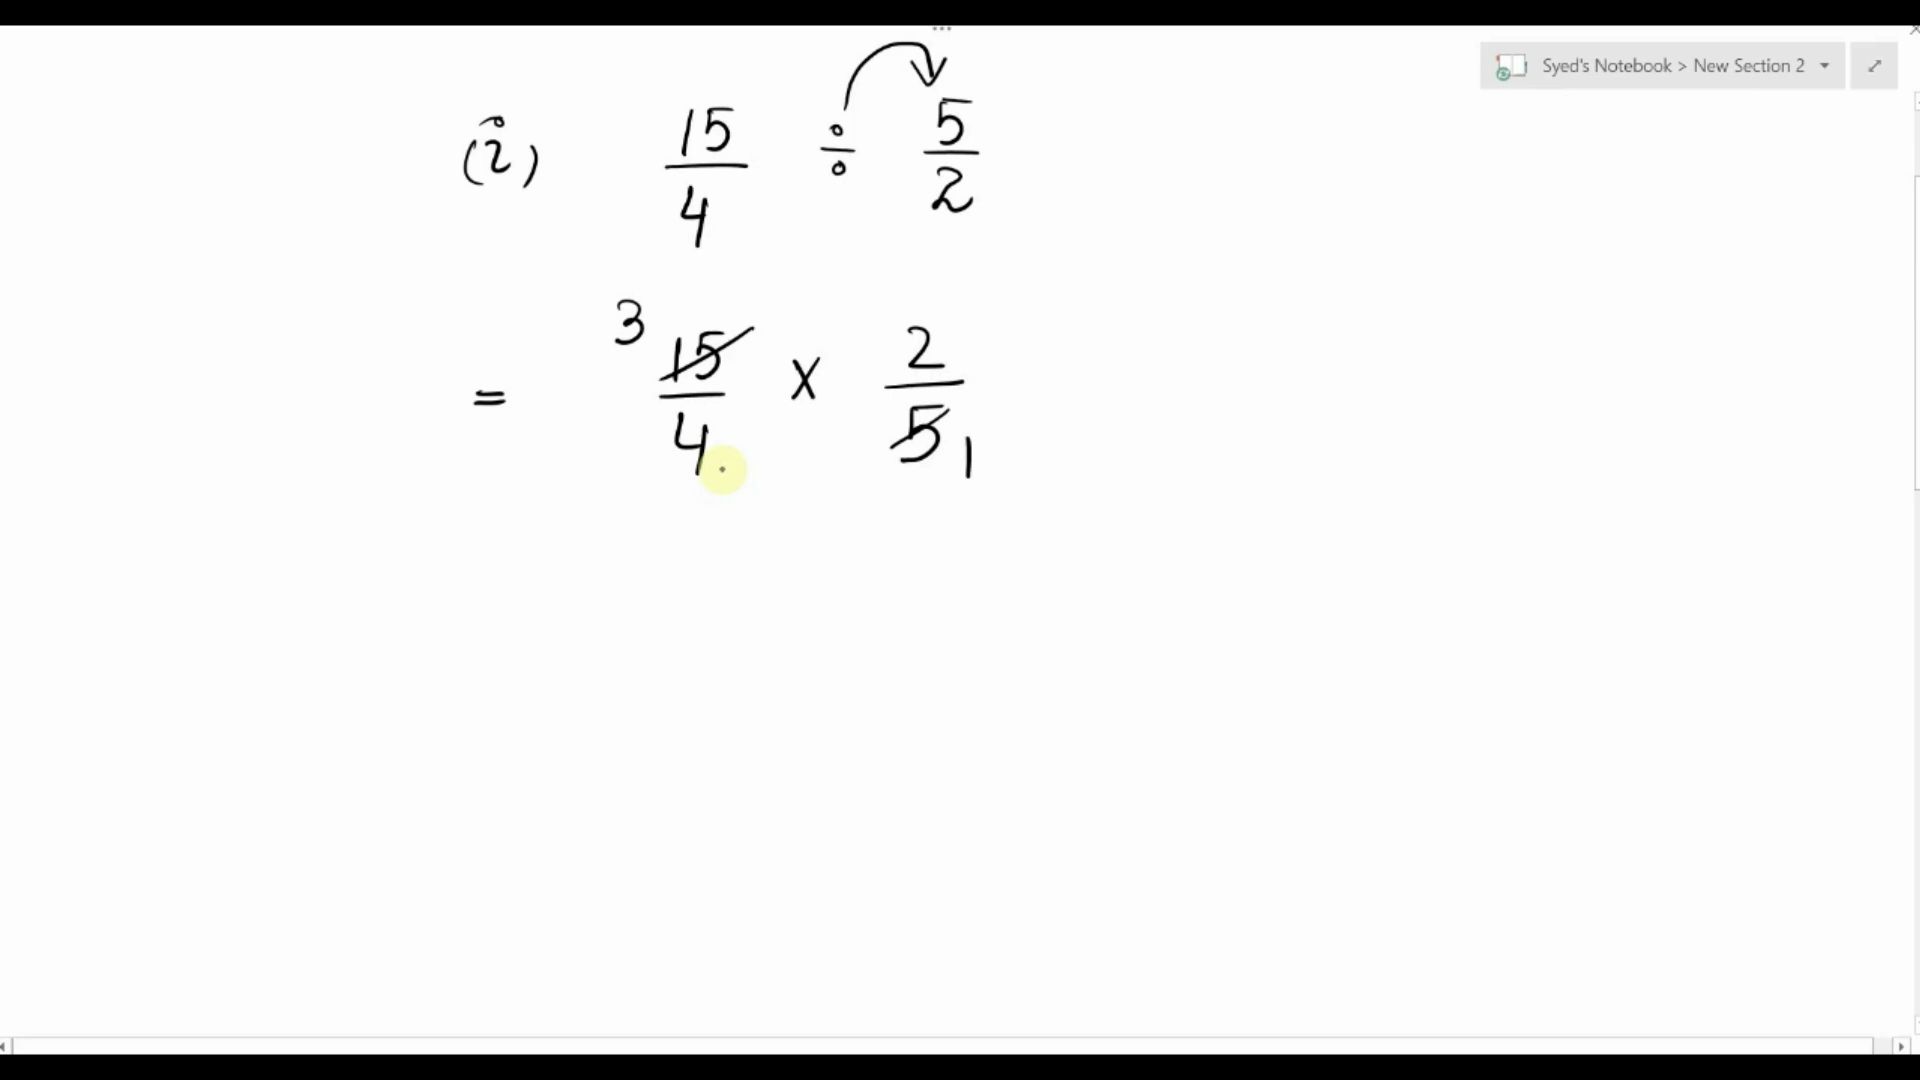 Syed's Notebook > New Section 2
(i) 15/4 ÷ 5/2
= 3 15/4 × 2/5 1